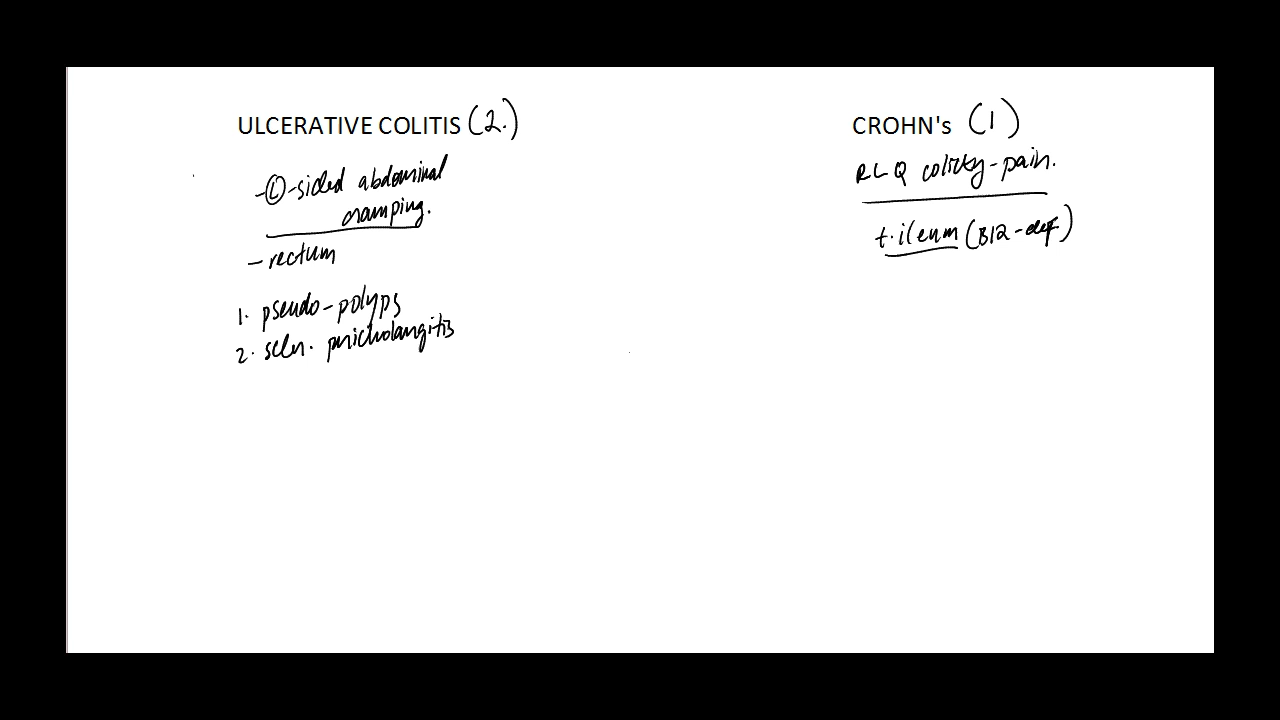 ULCERATIVE COLITIS (2.)
-Ⓛ-sided abdominal
cramping.
- rectum
1. pseudo-polyps
2. scler. pericholangitis
CROHN's (1)
RLQ colicky-pain.
t.ileum (B12-def)